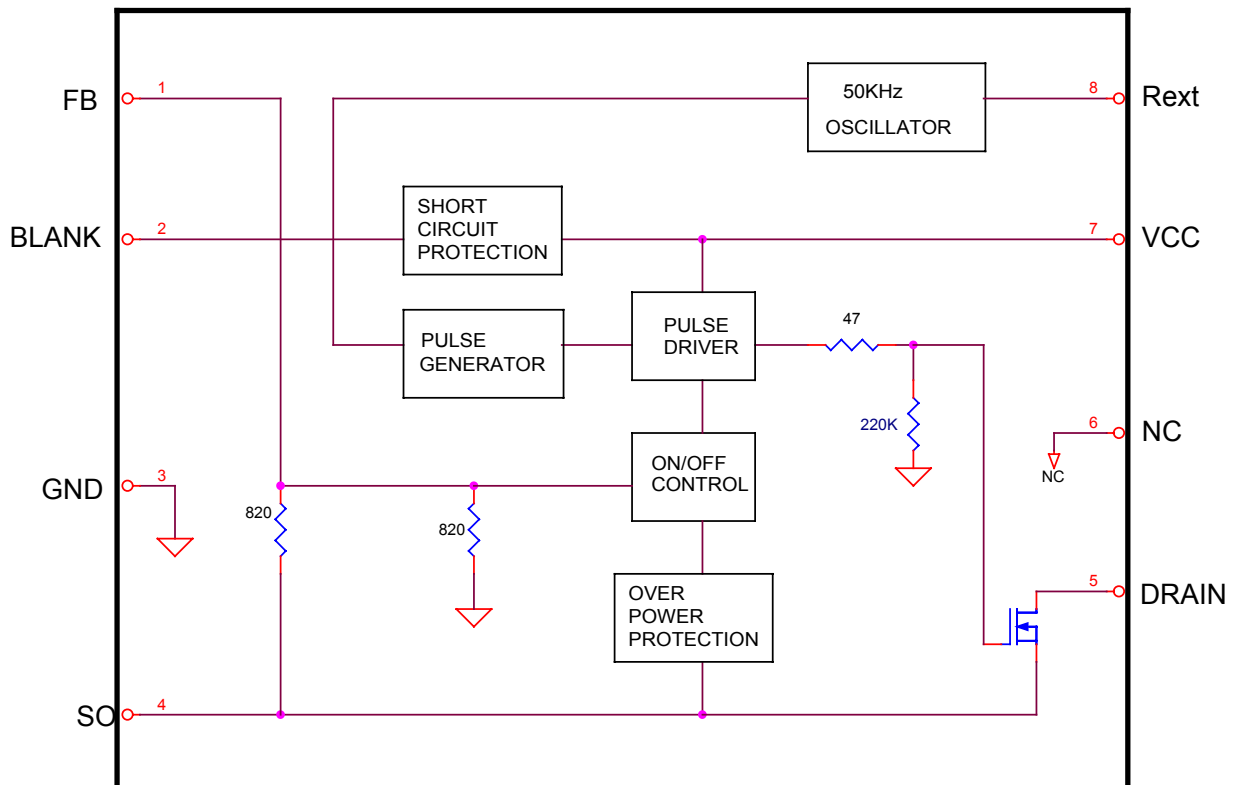 FB
1
50KHz
OSCILLATOR
8
Rext
BLANK
2
SHORT
CIRCUIT
PROTECTION
7
VCC
PULSE
GENERATOR
PULSE
DRIVER
47
220K
6
NC
NC
GND
3
820
820
ON/OFF
CONTROL
OVER
POWER
PROTECTION
5
DRAIN
SO
4